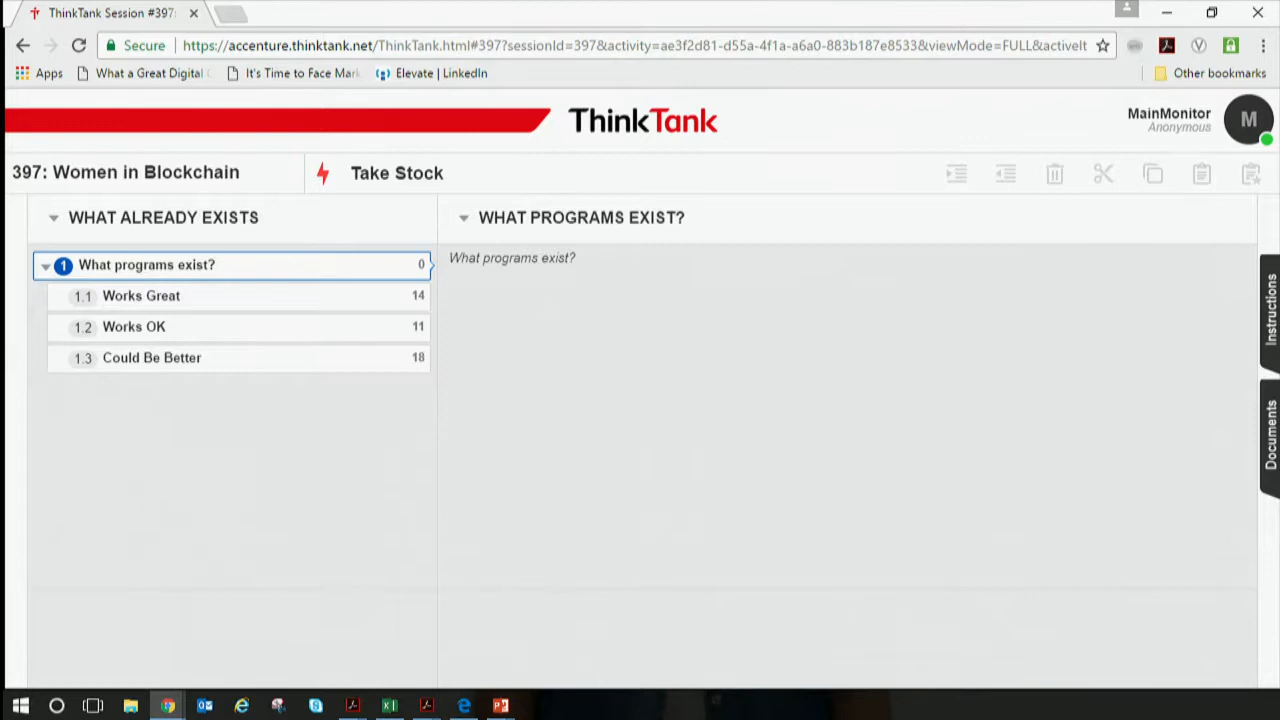 ThinkTank Session #397:
Secure
https://accenture.thinktank.net/ThinkTank.html#397?sessionId=397&activity=ae3f2d81-d55a-4f1a-a6a0-883b187e8533&viewMode=FULL&activeIt
Apps
What a Great Digital
It's Time to Face Mark
Elevate | LinkedIn
Other bookmarks
ThinkTank
MainMonitor
Anonymous
M
397: Women in Blockchain
Take Stock
WHAT ALREADY EXISTS
WHAT PROGRAMS EXIST?
1 What programs exist? 0
What programs exist?
1.1 Works Great 14
1.2 Works OK 11
1.3 Could Be Better 18
Instructions
Documents